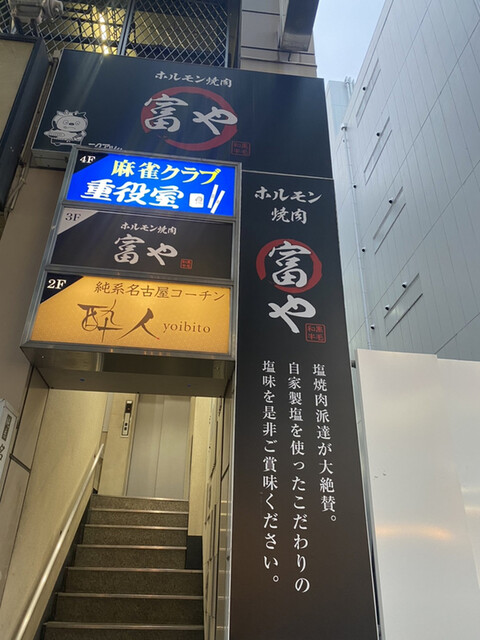 ホルモン焼肉
富や
4F
麻雀クラブ
重役室
3F
ホルモン焼肉
富や
2F
純系名古屋コーチン
酔人 yoibito
ホルモン
焼肉
富や
黒毛
和牛
塩焼肉派達が大絶賛。
自家製塩を使ったこだわりの
塩味を是非ご賞味ください。